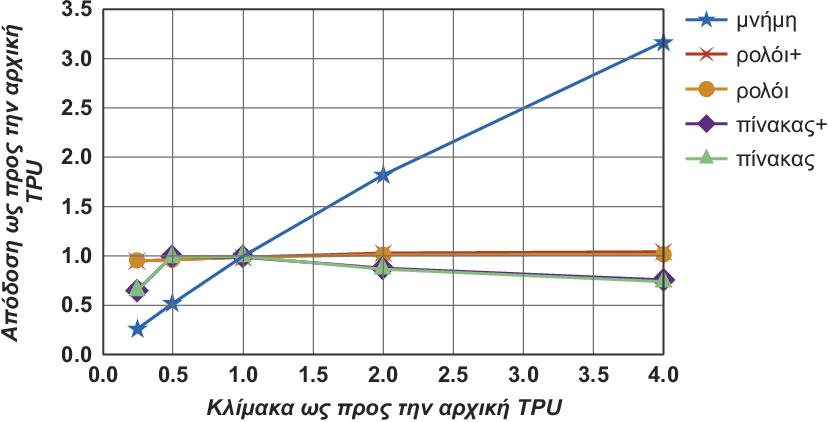 3.5
3.0
2.5
2.0
1.5
1.0
0.5
0.0
0.0 0.5 1.0 1.5 2.0 2.5 3.0 3.5 4.0
Απόδοση ως προς την αρχική
TPU
Κλίμακα ως προς την αρχική TPU
μνήμη
ρολόι+
ρολόι
πίνακας+
πίνακας